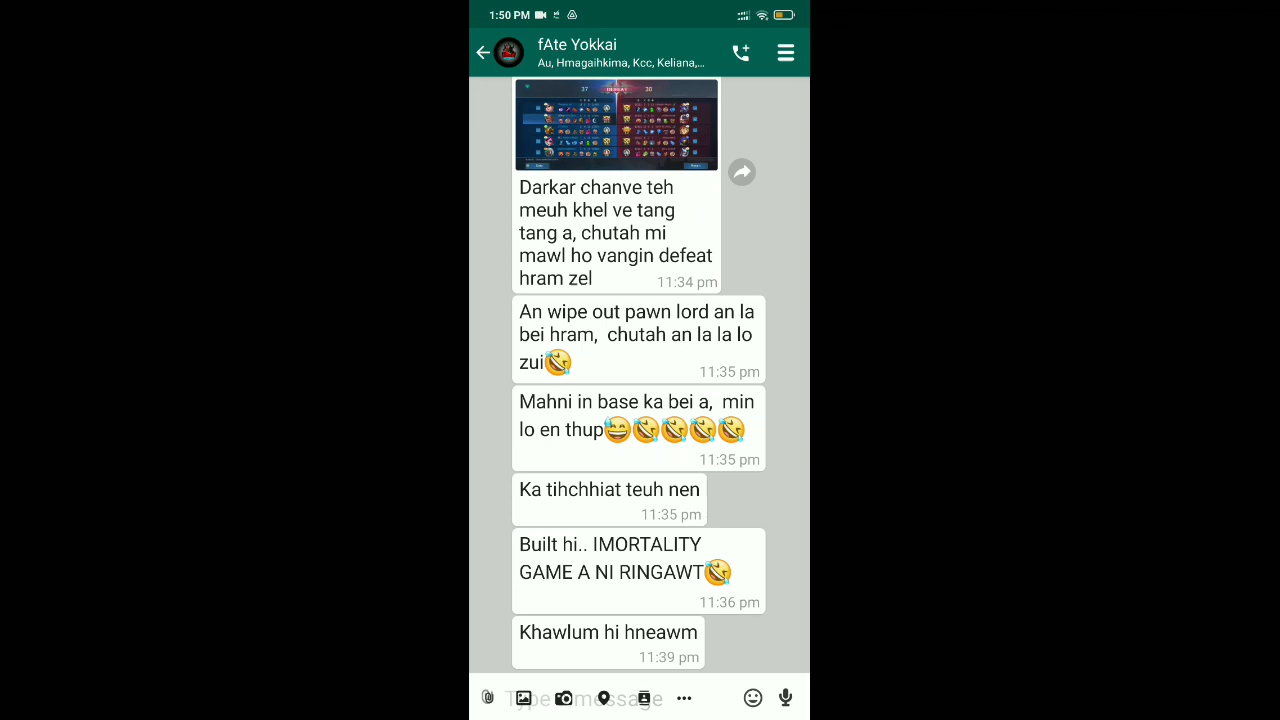 1:50 PM
fAte Yokkai
Au, Hmagaihkima, Kcc, Keliana,...
37 DEFEAT 30
Darkar chanve teh
meuh khel ve tang
tang a, chutah mi
mawl ho vangin defeat
hram zel
11:34 pm
An wipe out pawn lord an la
bei hram, chutah an la la lo
zui🤣
11:35 pm
Mahni in base ka bei a, min
lo en thup😅🤣🤣🤣🤣
11:35 pm
Ka tihchhiat teuh nen
11:35 pm
Built hi.. IMORTALITY
GAME A NI RINGAWT🤣
11:36 pm
Khawlum hi hneawm
11:39 pm
Type a message